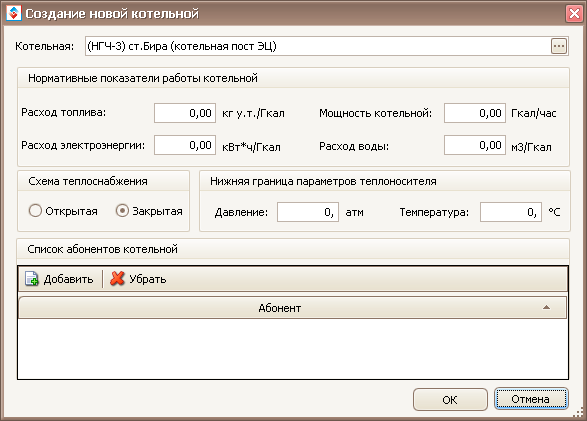 Создание новой котельной
Котельная: (НГЧ-3) ст.Бира (котельная пост ЭЦ) ...
Нормативные показатели работы котельной
Расход топлива: 0,00 кг у.т./Гкал Мощность котельной: 0,00 Гкал/час
Расход электроэнергии: 0,00 кВт*ч/Гкал Расход воды: 0,00 м3/Гкал
Схема теплоснабжения Нижняя граница параметров теплоносителя
Открытая Закрытая Давление: 0, атм Температура: 0, °C
Список абонентов котельной
Добавить Убрать
Абонент
OK Отмена